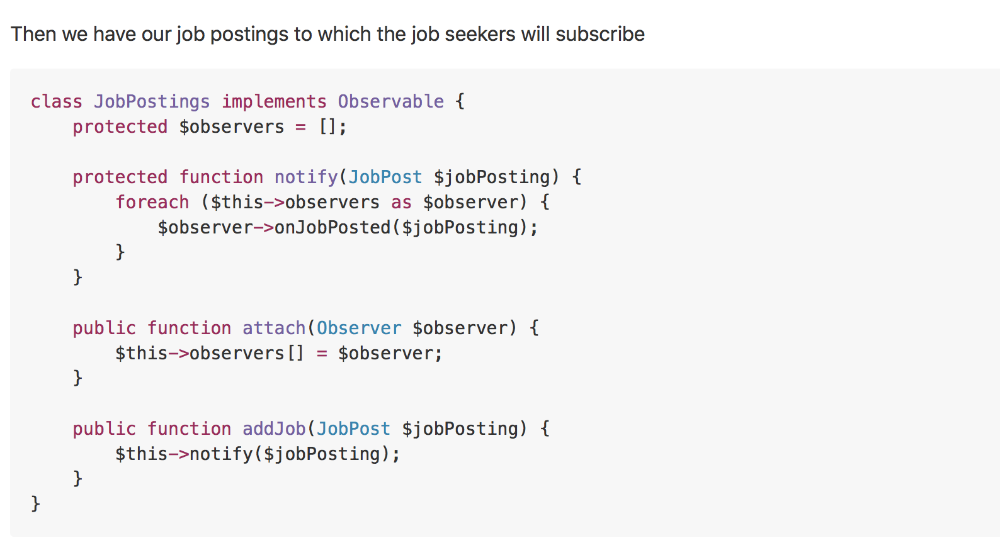 Then we have our job postings to which the job seekers will subscribe
class JobPostings implements Observable {
    protected $observers = [];

    protected function notify(JobPost $jobPosting) {
        foreach ($this->observers as $observer) {
            $observer->onJobPosted($jobPosting);
        }
    }

    public function attach(Observer $observer) {
        $this->observers[] = $observer;
    }

    public function addJob(JobPost $jobPosting) {
        $this->notify($jobPosting);
    }
}